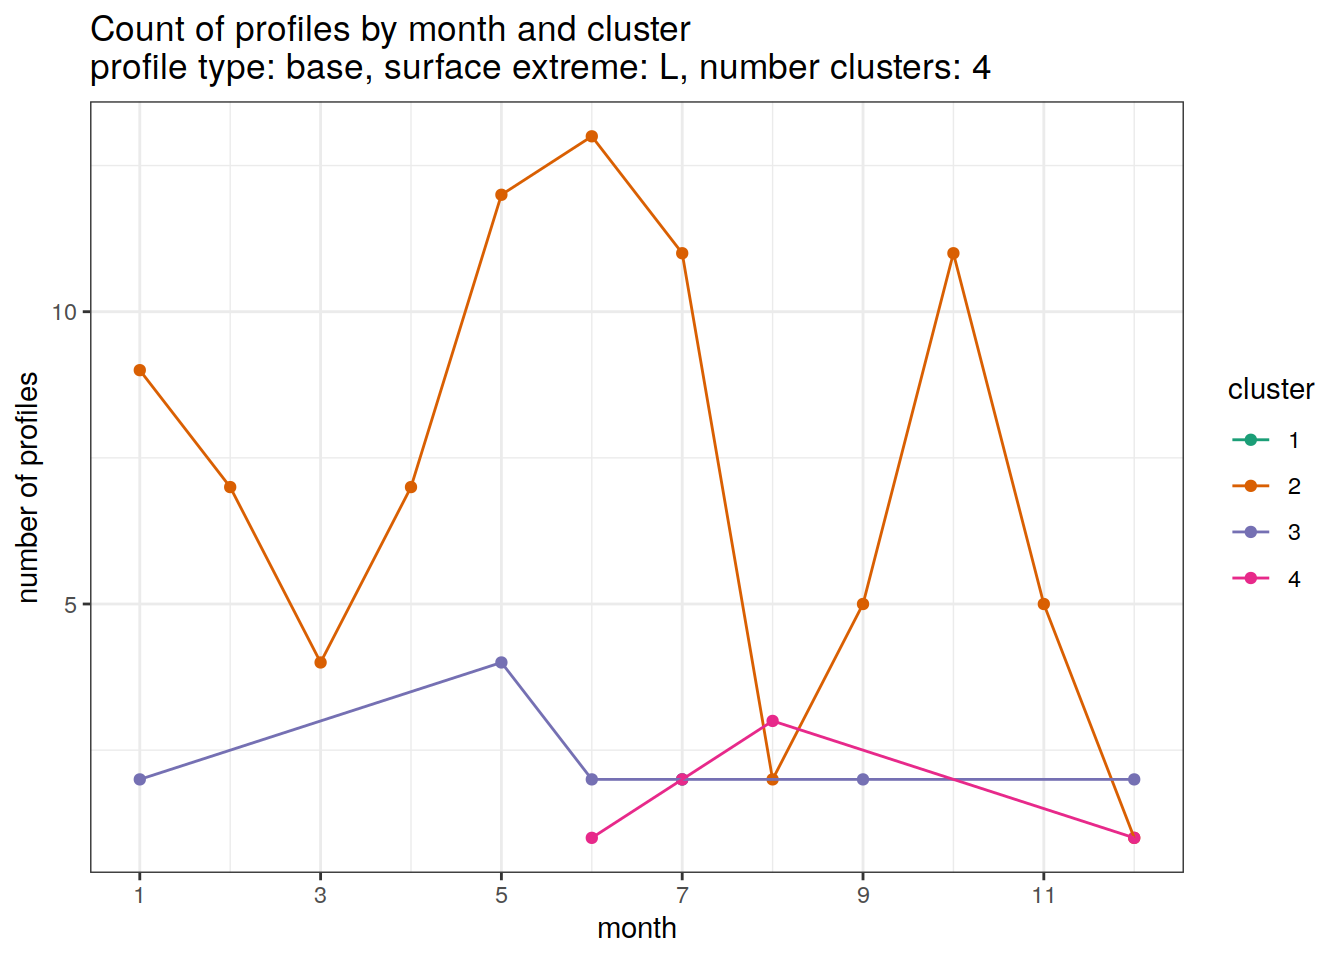 Count of profiles by month and cluster
profile type: base, surface extreme: L, number clusters: 4
number of profiles
10
5
1
3
5
7
9
11
month
cluster
1
2
3
4